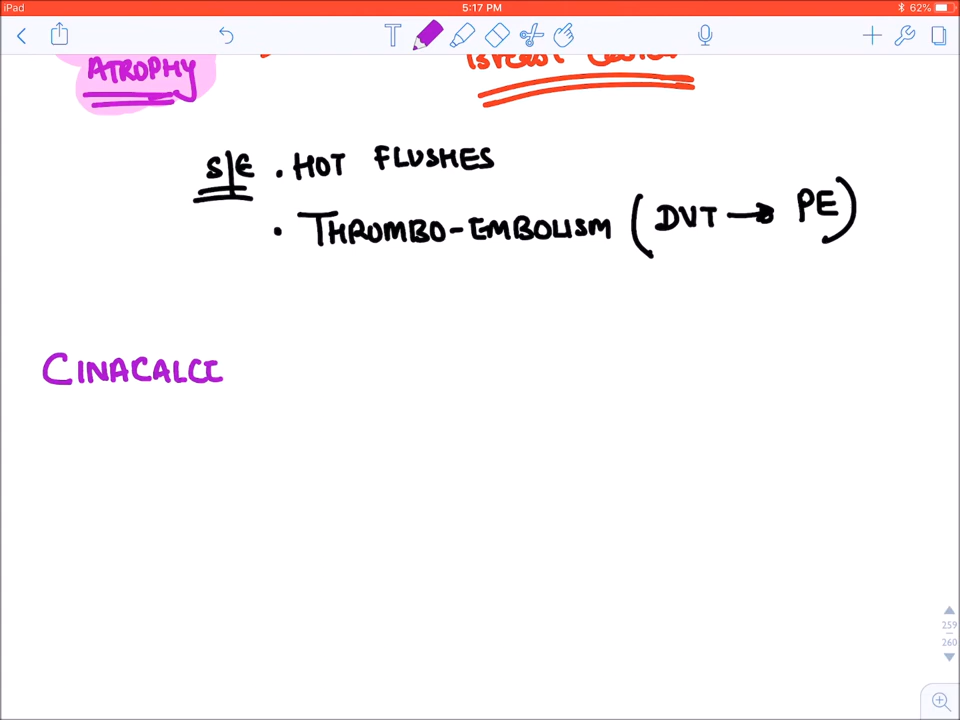 iPad 5:17 PM 62%
T
ATROPHY
S/E . HOT FLUSHES
. THROMBO-EMBOLISM (DVT → PE)
CINACALCI
259
260